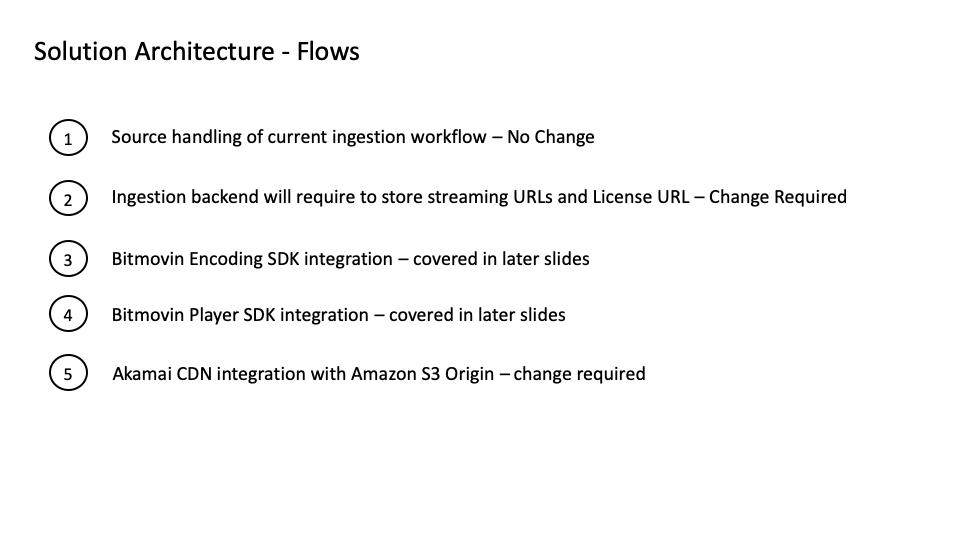 Solution Architecture - Flows
1 Source handling of current ingestion workflow – No Change
2 Ingestion backend will require to store streaming URLs and License URL – Change Required
3 Bitmovin Encoding SDK integration – covered in later slides
4 Bitmovin Player SDK integration – covered in later slides
5 Akamai CDN integration with Amazon S3 Origin – change required